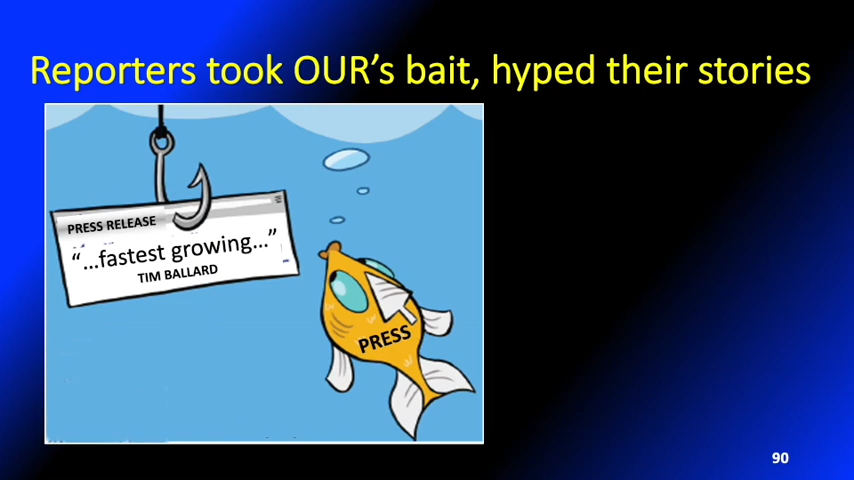 Reporters took OUR’s bait, hyped their stories
PRESS RELEASE
“…fastest growing…”
TIM BALLARD
PRESS
90